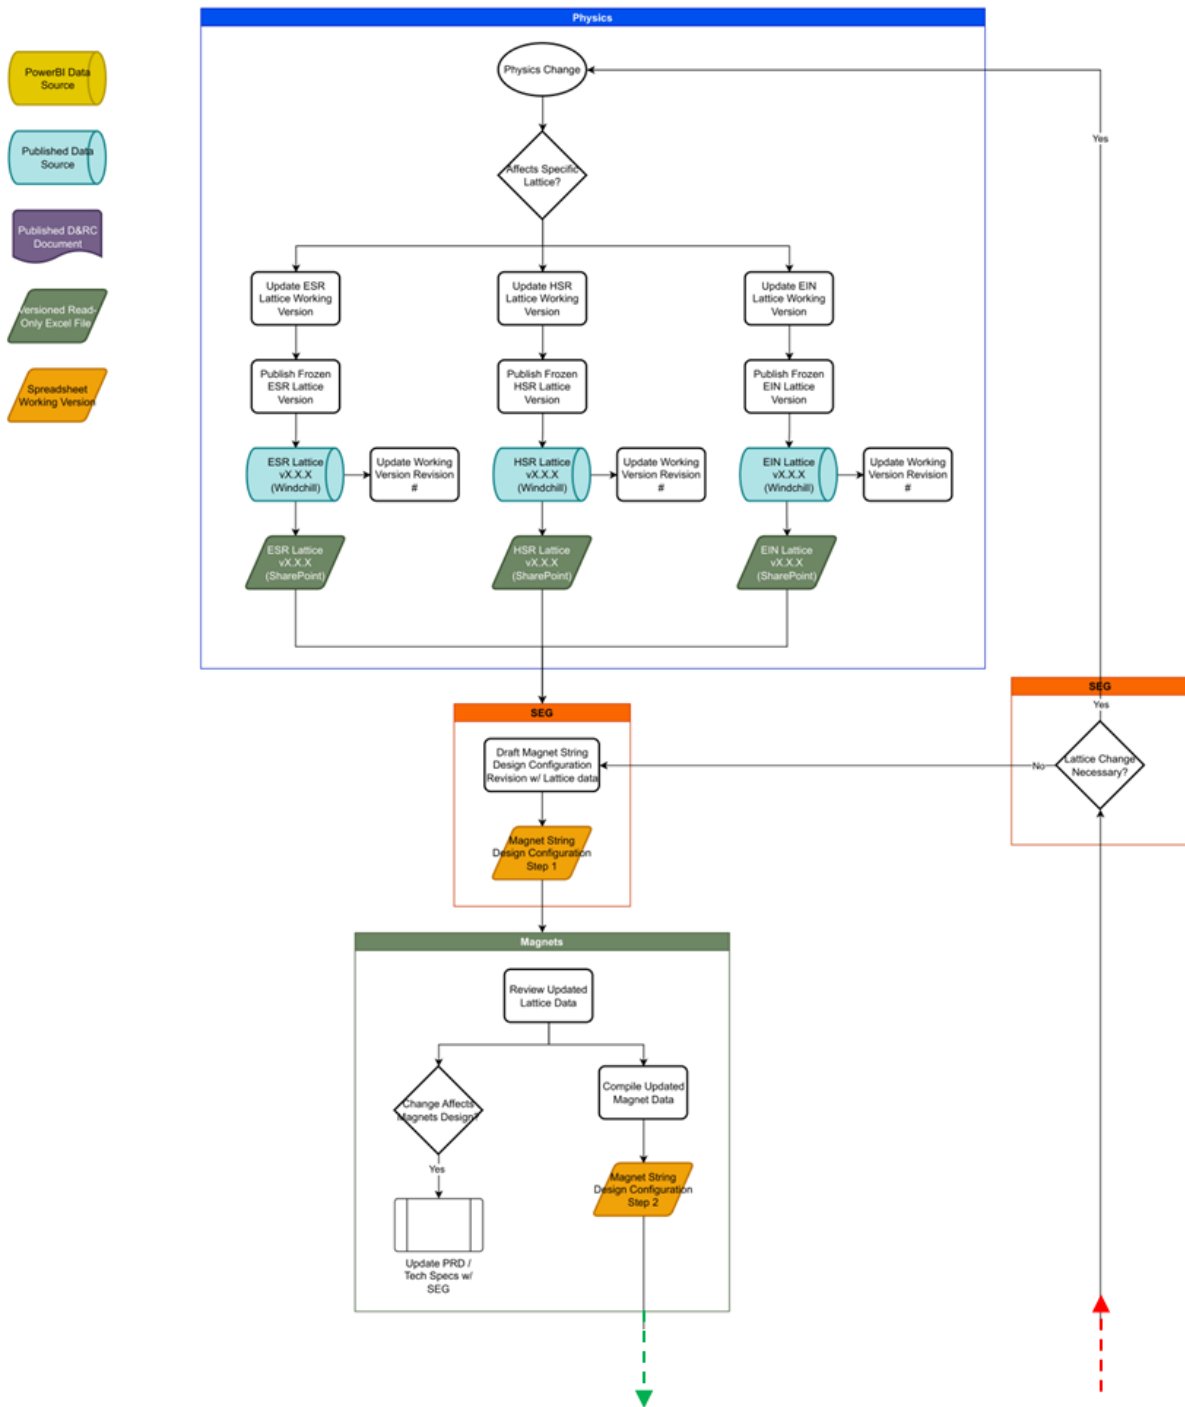 Physics
PowerBI Data
Source
Published Data
Source
Published D&RC
Document
Versioned Read-
Only Excel File
Spreadsheet
Working Version
Physics Change
Yes
Affects Specific
Lattice?
Update ESR
Lattice Working
Version
Update HSR
Lattice Working
Version
Update EIN
Lattice Working
Version
Publish Frozen
ESR Lattice
Version
Publish Frozen
HSR Lattice
Version
Publish Frozen
EIN Lattice
Version
ESR Lattice
vX.X.X
(Windchill)
Update Working
Version Revision
#
HSR Lattice
vX.X.X
(Windchill)
Update Working
Version Revision
#
EIN Lattice
vX.X.X
(Windchill)
Update Working
Version Revision
#
ESR Lattice
vX.X.X
(SharePoint)
HSR Lattice
vX.X.X
(SharePoint)
EIN Lattice
vX.X.X
(SharePoint)
SEG
Yes
Lattice Change
Necessary?
No
SEG
Draft Magnet String
Design Configuration
Revision w/ Lattice data
Magnet String
Design Configuration
Step 1
Magnets
Review Updated
Lattice Data
Change Affects
Magnets Design?
Compile Updated
Magnet Data
Yes
Magnet String
Design Configuration
Step 2
Update PRD /
Tech Specs w/
SEG